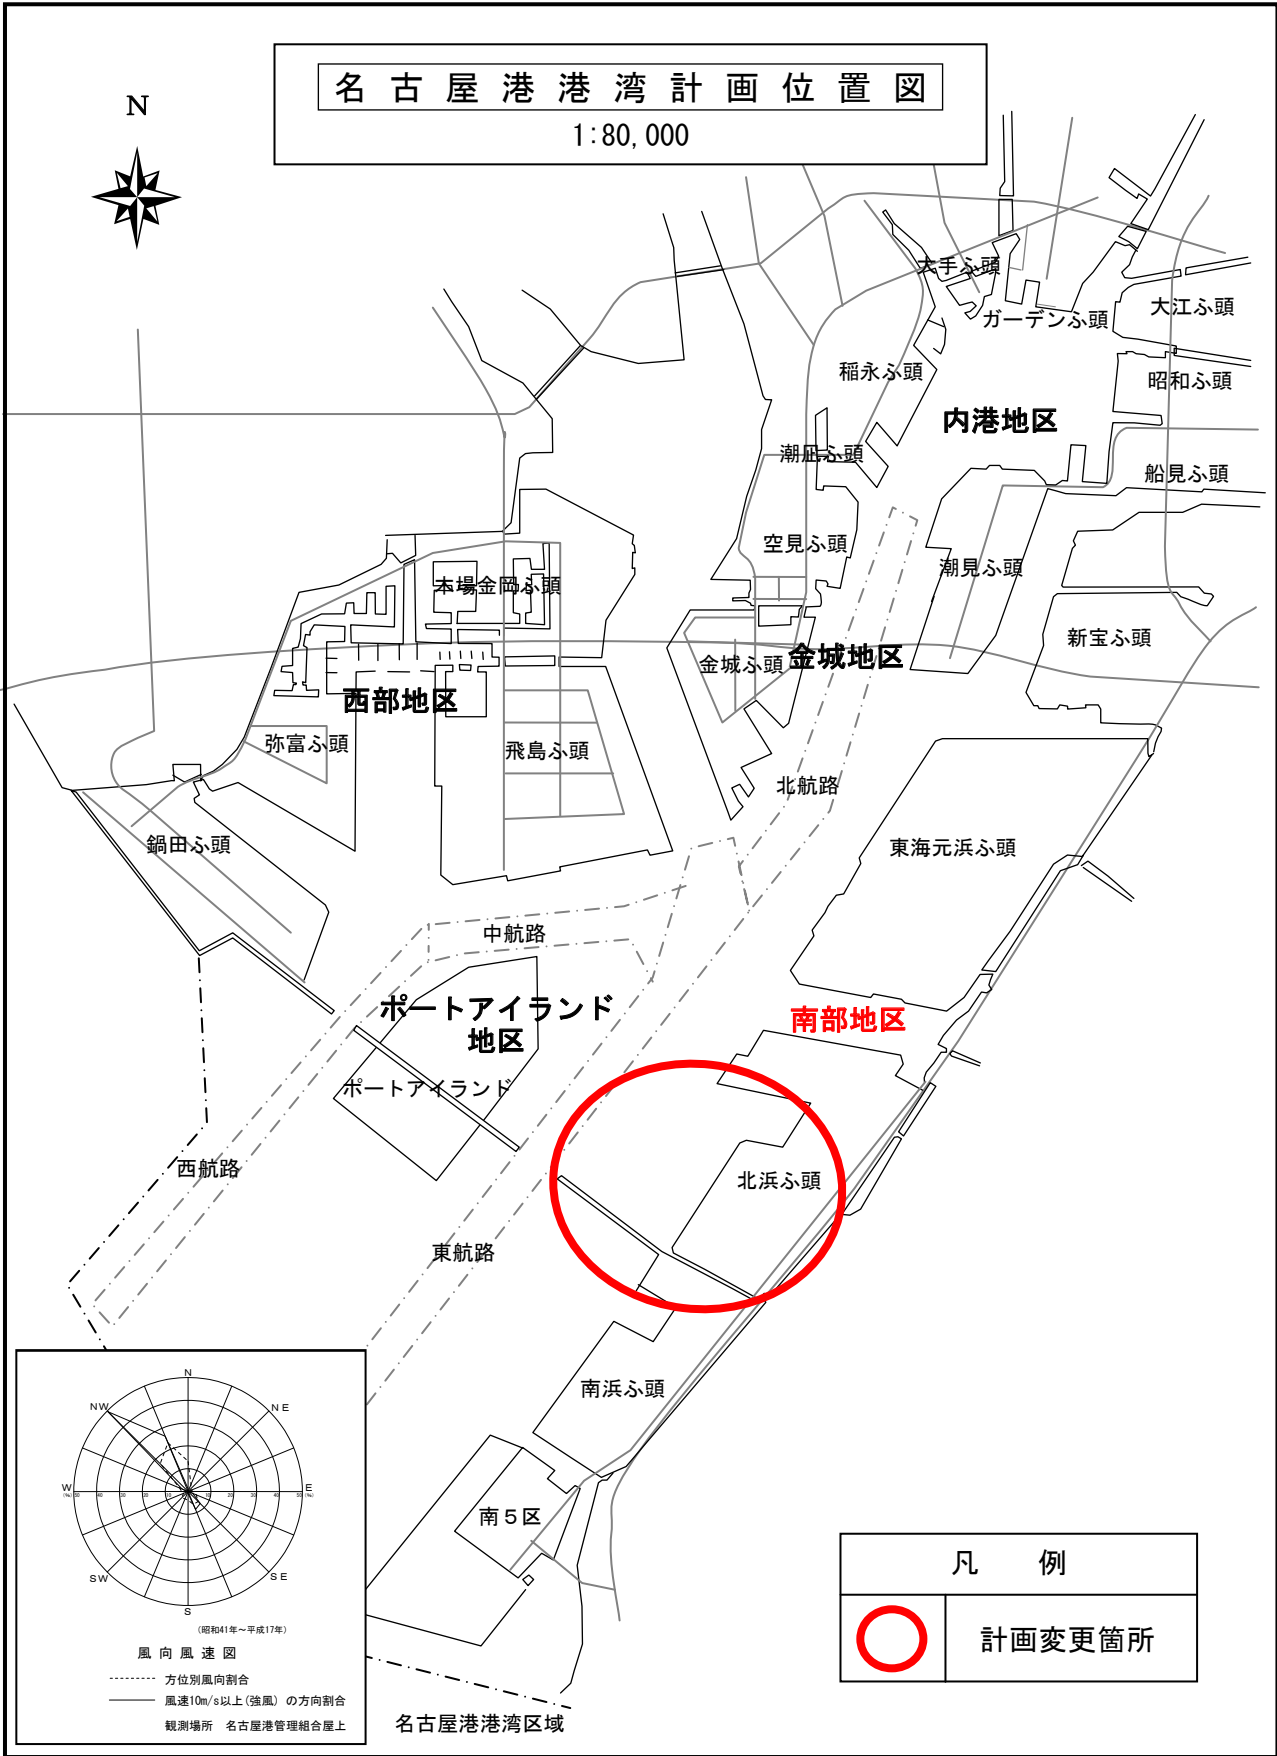 名古屋港港湾計画位置図
1:80,000
N
大手ふ頭
ガーデンふ頭
大江ふ頭
稲永ふ頭
昭和ふ頭
内港地区
潮凪ふ頭
船見ふ頭
空見ふ頭
潮見ふ頭
木場金岡ふ頭
新宝ふ頭
金城ふ頭
金城地区
西部地区
弥富ふ頭
飛島ふ頭
北航路
鍋田ふ頭
東海元浜ふ頭
中航路
ポートアイランド
地区
南部地区
ポートアイランド
西航路
北浜ふ頭
東航路
南浜ふ頭
南5区
N
NW
NE
W
E
(%) 50 40 30 20 10
10 20 30 40 50 (%)
SW
SE
S
(昭和41年～平成17年)
風向風速図
方位別風向割合
風速10m/s以上(強風)の方向割合
観測場所 名古屋港管理組合屋上
名古屋港港湾区域
凡例
計画変更箇所